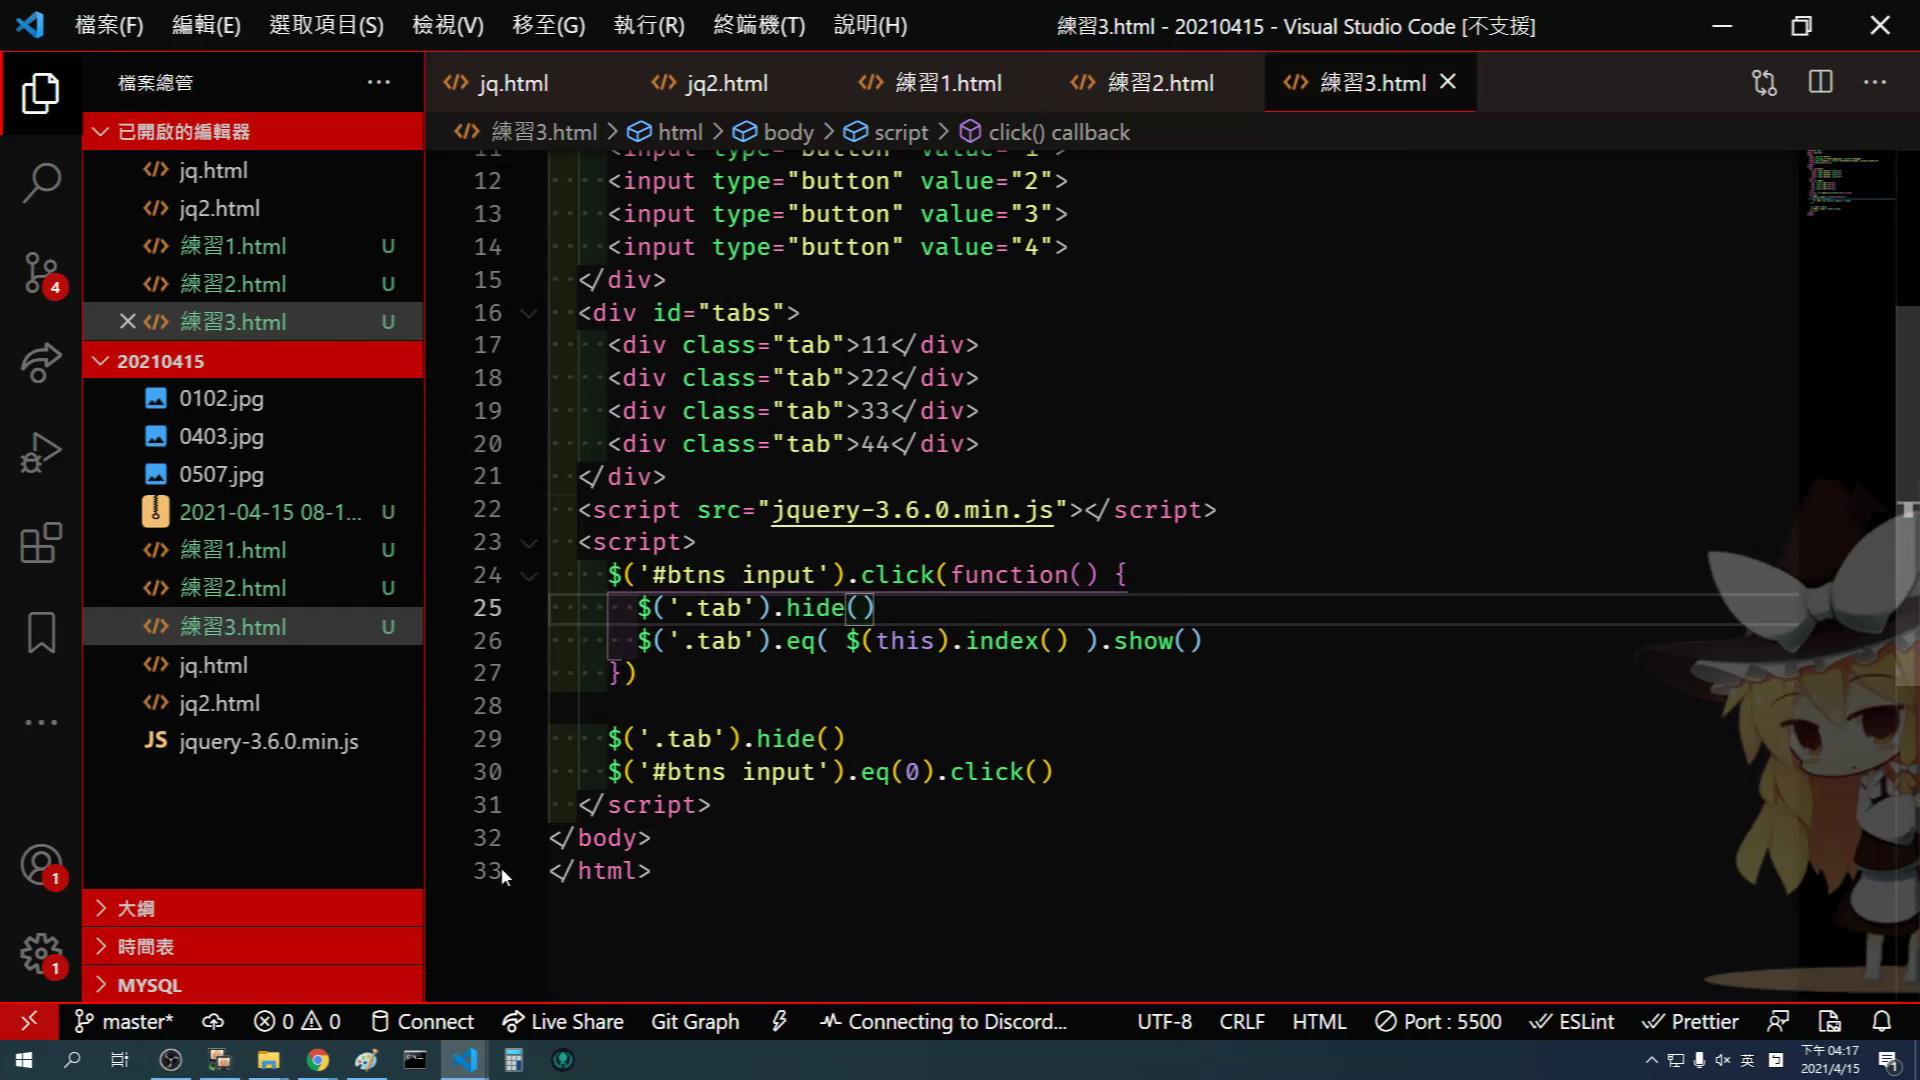 檔案(F) 編輯(E) 選取項目(S) 檢視(V) 移至(G) 執行(R) 終端機(T) 說明(H) 練習3.html - 20210415 - Visual Studio Code [不支援]
檔案總管
jq.html jq2.html 練習1.html 練習2.html 練習3.html
練習3.html > html > body > script > click() callback
已開啟的編輯器
jq.html
jq2.html
練習1.html U
練習2.html U
練習3.html U
20210415
0102.jpg
0403.jpg
0507.jpg
2021-04-15 08-1... U
練習1.html U
練習2.html U
練習3.html U
jq.html
jq2.html
JS jquery-3.6.0.min.js
大綱
時間表
MYSQL
4
1
1
11 <input type="button" value="1">
12 <input type="button" value="2">
13 <input type="button" value="3">
14 <input type="button" value="4">
15 </div>
16 <div id="tabs">
17 <div class="tab">11</div>
18 <div class="tab">22</div>
19 <div class="tab">33</div>
20 <div class="tab">44</div>
21 </div>
22 <script src="jquery-3.6.0.min.js"></script>
23 <script>
24 $('#btns input').click(function() {
25 $('.tab').hide()
26 $('.tab').eq( $(this).index() ).show()
27 })
28
29 $('.tab').hide()
30 $('#btns input').eq(0).click()
31 </script>
32 </body>
33 </html>
master* 0 0 Connect Live Share Git Graph Connecting to Discord... UTF-8 CRLF HTML Port : 5500 ESLint Prettier
英 下午 04:17
2021/4/15
1